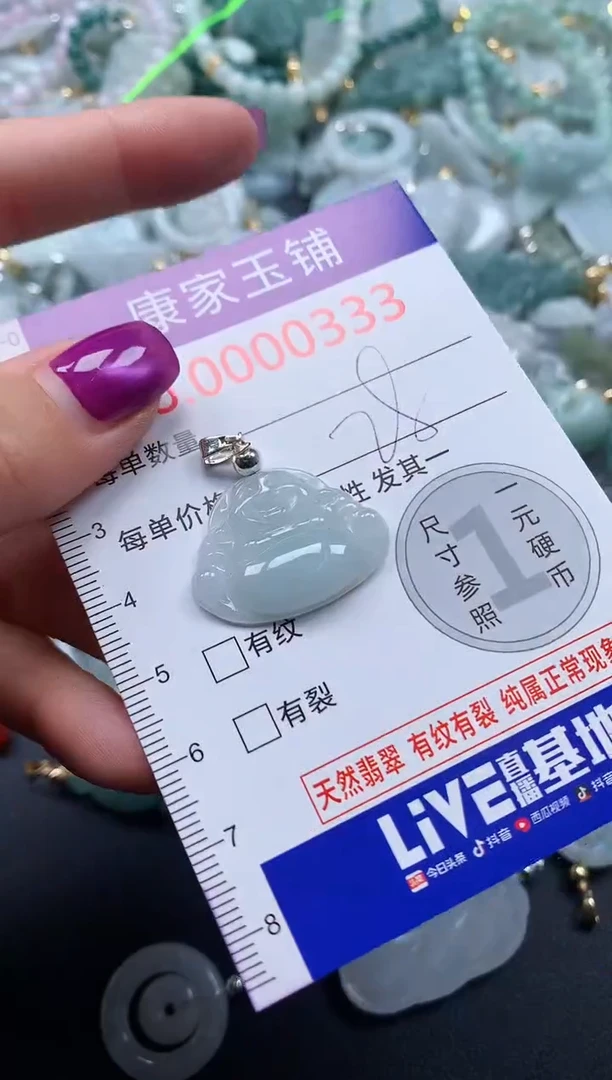 康家玉铺
.0000333
每单数量
每单价格
性 发其一
28
尺寸参照
1
一元硬币
3
4
5
6
7
8
有纹
有裂
天然翡翠 有纹有裂 纯属正常现象
LiVE直播基地
今日头条 抖音 西瓜视频 抖音